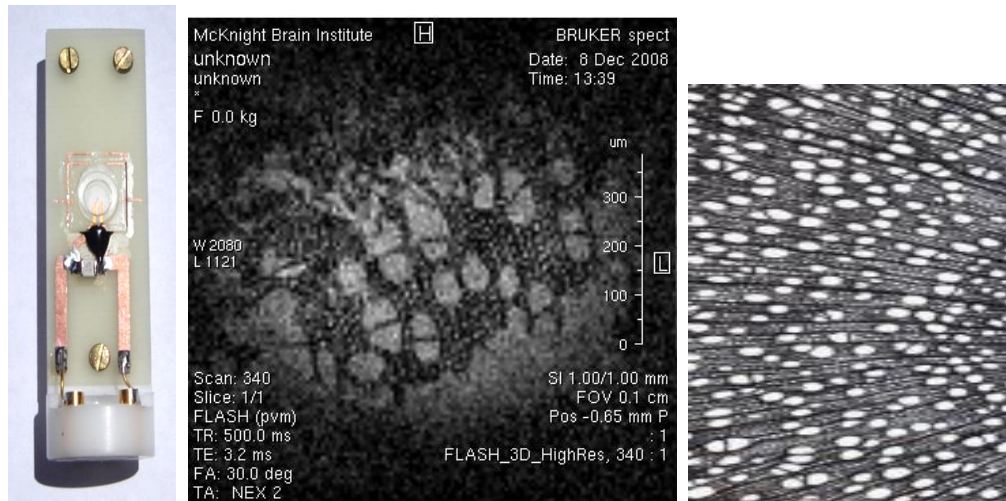 McKnight Brain Institute
H
BRUKER spect
unknown
Date: 8 Dec 2008
unknown
Time: 13:39
*
F 0.0 kg
um
300
200
100
0
W 2080
L 1121
L
Scan: 340
Slice: 1/1
FLASH (pvm)
TR: 500.0 ms
TE: 3.2 ms
FA: 30.0 deg
TA: NEX 2
SI 1.00/1.00 mm
FOV 0.1 cm
Pos -0.65 mm P
: 1
FLASH_3D_HighRes, 340 : 1